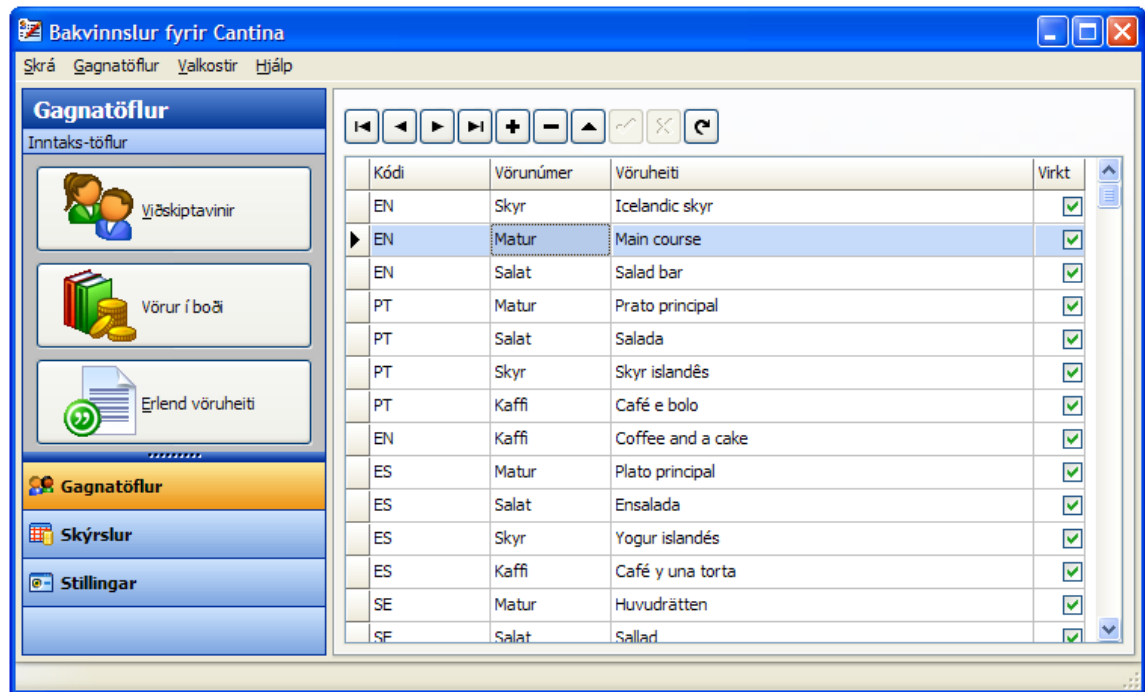 Bakvinnslur fyrir Cantina
Skrá Gagnatöflur Valkostir Hjálp
Gagnatöflur
Inntaks-töflur
Viðskiptavinir
Vörur í boði
Erlend vöruheiti
Gagnatöflur
Skýrslur
Stillingar
Kódi Vörunúmer Vöruheiti Virkt
EN Skyr Icelandic skyr
EN Matur Main course
EN Salat Salad bar
PT Matur Prato principal
PT Salat Salada
PT Skyr Skyr islandês
PT Kaffi Café e bolo
EN Kaffi Coffee and a cake
ES Matur Plato principal
ES Salat Ensalada
ES Skyr Yogur islandés
ES Kaffi Café y una torta
SE Matur Huvudrätten
SE Salat Sallad